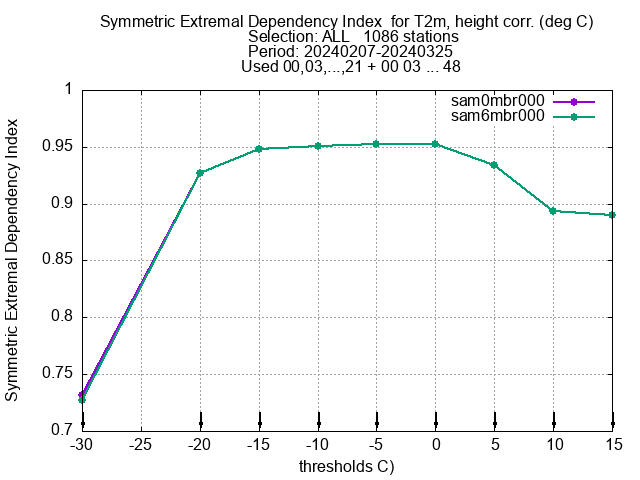 Symmetric Extremal Dependency Index  for T2m, height corr. (deg C)
Selection: ALL   1086 stations
Period: 20240207-20240325
Used 00,03,...,21 + 00 03 ... 48
sam0mbr000
sam6mbr000
Symmetric Extremal Dependency Index
1
0.95
0.9
0.85
0.8
0.75
0.7
-30 -25 -20 -15 -10 -5 0 5 10 15
thresholds C)